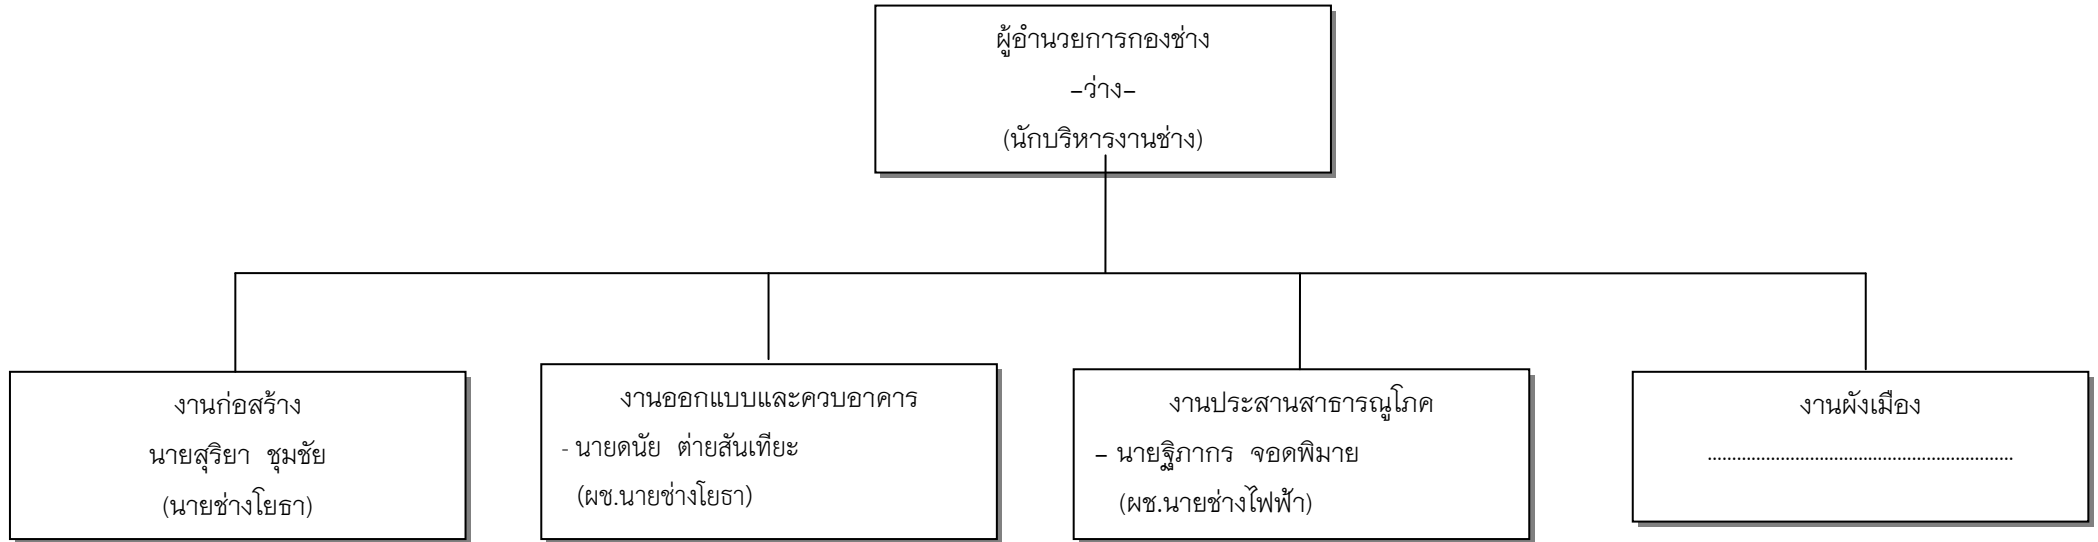 ผู้อำนวยการกองช่าง
–ว่าง–
(นักบริหารงานช่าง)
งานก่อสร้าง
นายสุริยา ชุมชัย
(นายช่างโยธา)
งานออกแบบและควบอาคาร
- นายดนัย ต่ายสันเทียะ
(ผช.นายช่างโยธา)
งานประสานสาธารณูโภค
– นายฐิภากร จอดพิมาย
(ผช.นายช่างไฟฟ้า)
งานผังเมือง
...............................................................